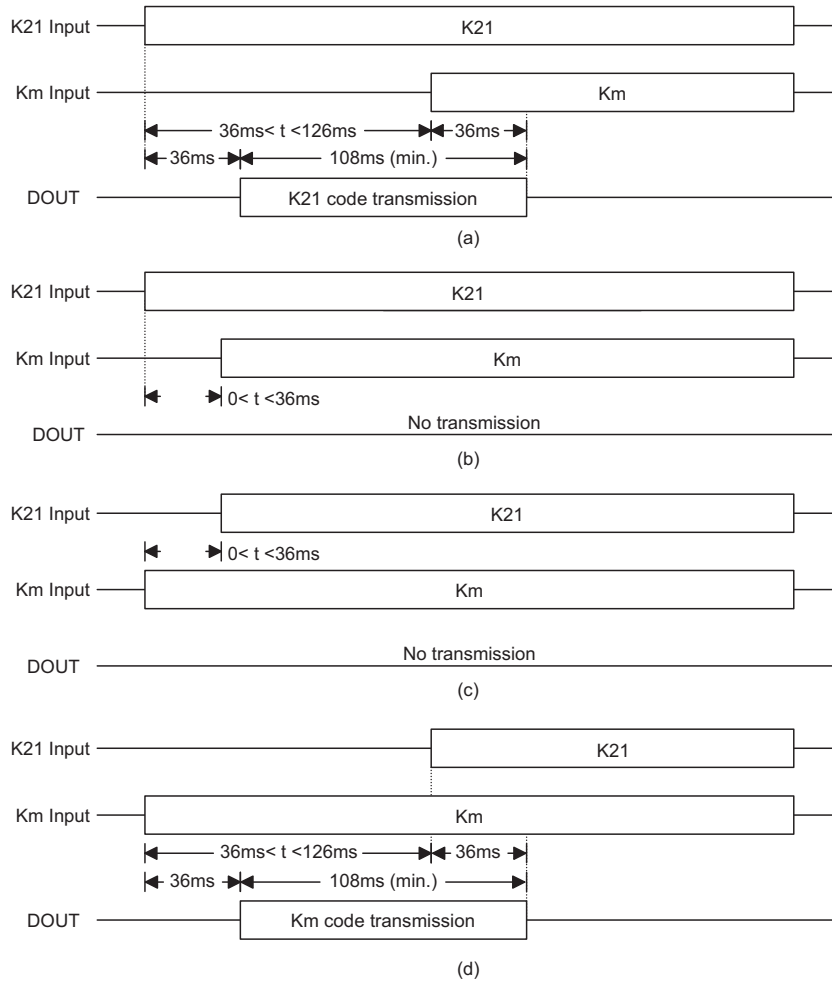 K21 Input K21
Km Input Km
36ms< t <126ms 36ms
36ms 108ms (min.)
DOUT K21 code transmission
(a)
K21 Input K21
Km Input Km
0< t <36ms
DOUT No transmission
(b)
K21 Input K21
0< t <36ms
Km Input Km
DOUT No transmission
(c)
K21 Input K21
Km Input Km
36ms< t <126ms 36ms
36ms 108ms (min.)
DOUT Km code transmission
(d)